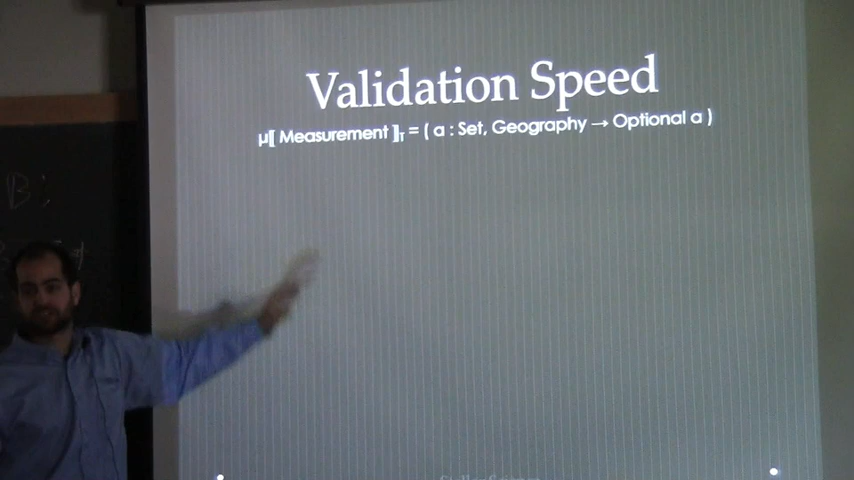 Validation Speed
μ⟦ Measurement ⟧T = ( a : Set, Geography → Optional a )
B